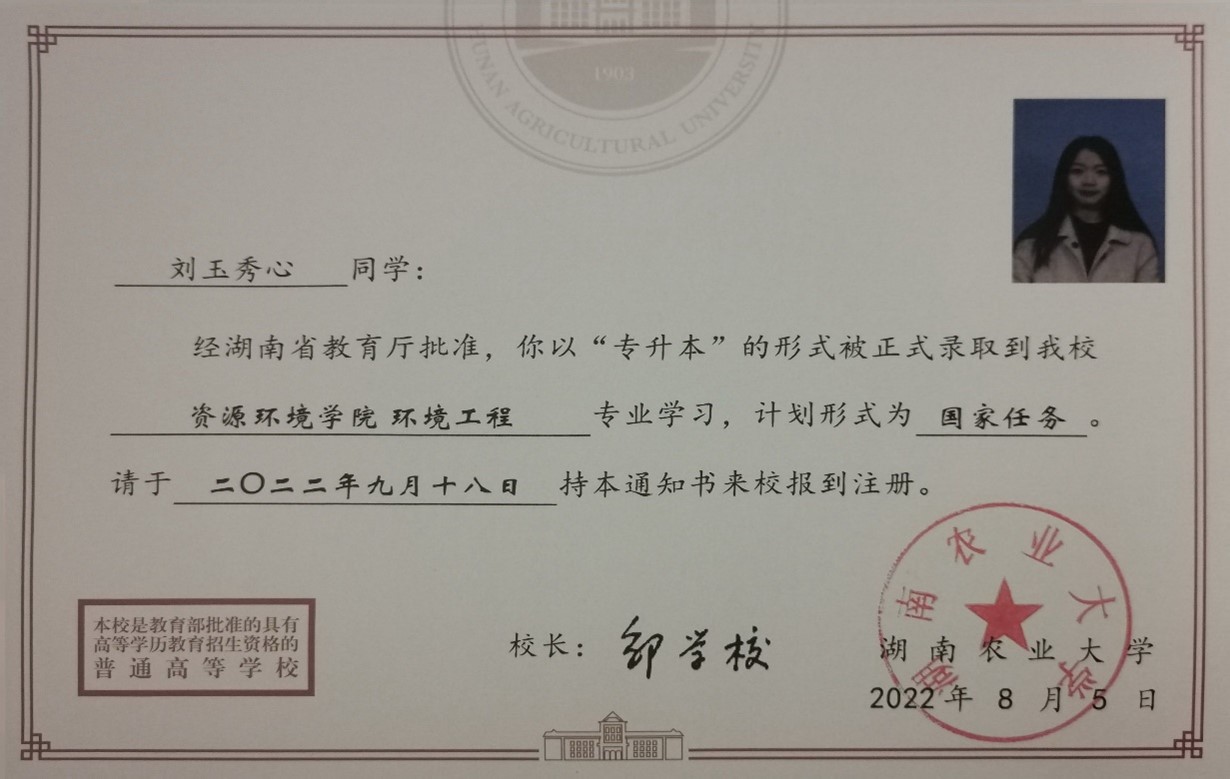 1903
HUNAN AGRICULTURAL UNIVERSITY
刘玉秀心 同学：
经湖南省教育厅批准，你以“专升本”的形式被正式录取到我校
资源环境学院 环境工程 专业学习，计划形式为 国家任务 。
请于 二〇二二年九月十八日 持本通知书来校报到注册。
本校是教育部批准的具有
高等学历教育招生资格的
普通高等学校
校长：邹学校
湖南农业大学
湖南农业大学
2022年8月5日